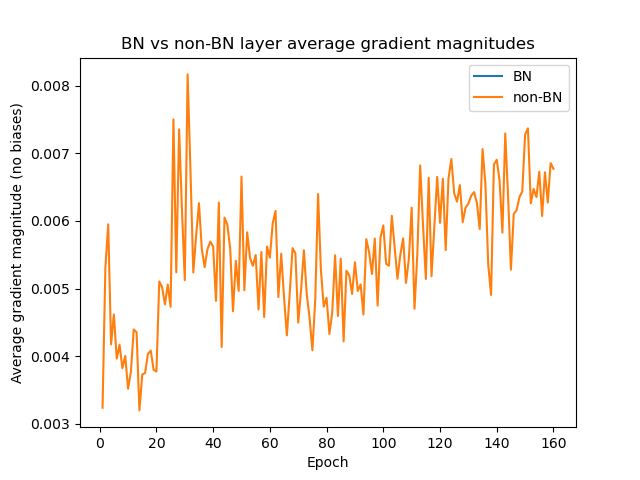 BN vs non-BN layer average gradient magnitudes
BN
non-BN
Average gradient magnitude (no biases)
0.008
0.007
0.006
0.005
0.004
0.003
0 20 40 60 80 100 120 140 160
Epoch